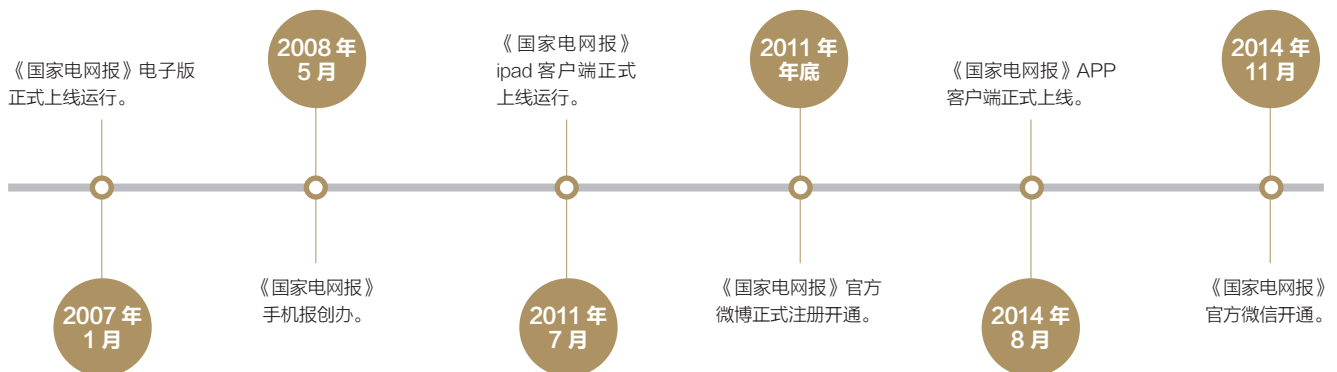 《国家电网报》电子版
正式上线运行。
2007 年
1 月
2008 年
5 月
《国家电网报》
手机报创办。
《国家电网报》
ipad 客户端正式
上线运行。
2011 年
7 月
2011 年
年底
《国家电网报》官方
微博正式注册开通。
《国家电网报》APP
客户端正式上线。
2014 年
8 月
2014 年
11 月
《国家电网报》
官方微信开通。